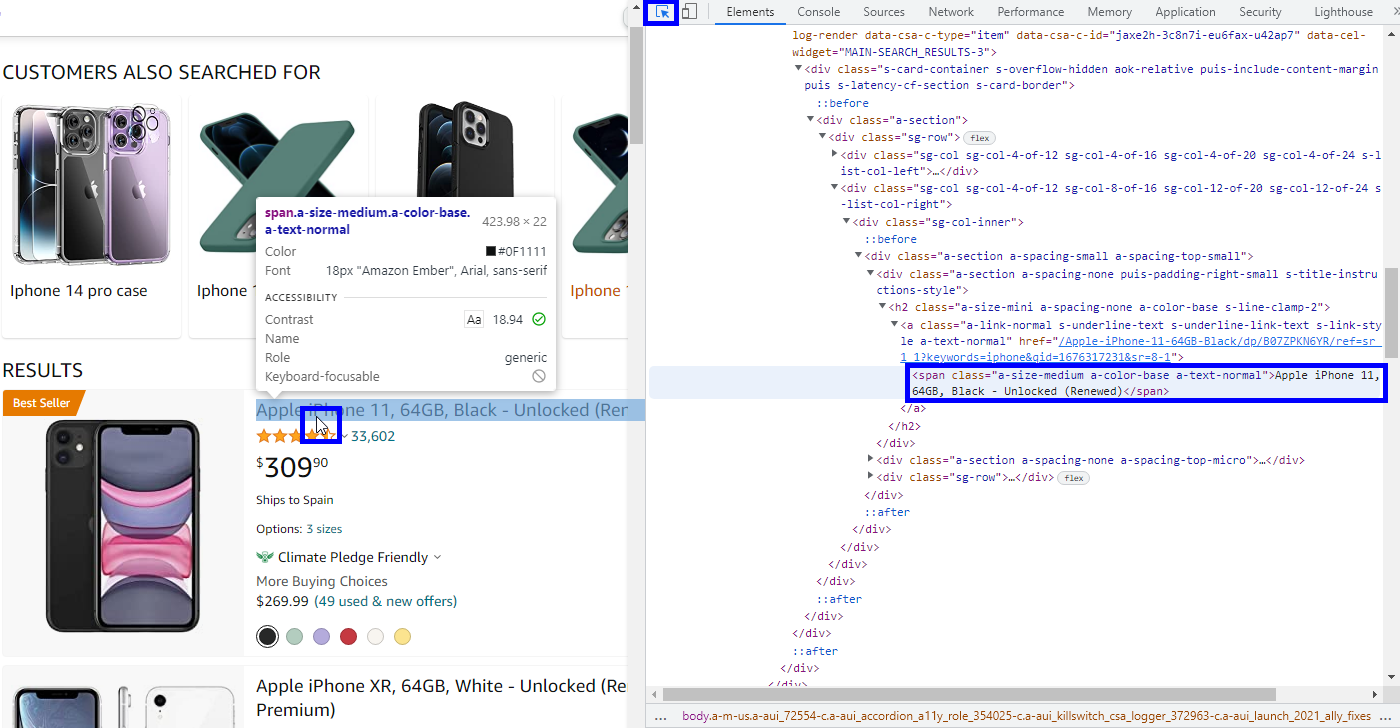 CUSTOMERS ALSO SEARCHED FOR
Iphone 14 pro case
Iphone 1
Iphone 1
span.a-size-medium.a-color-base.
a-text-normal
423.98 × 22
Color #0F1111
Font 18px "Amazon Ember", Arial, sans-serif
ACCESSIBILITY
Contrast Aa 18.94
Name
Role generic
Keyboard-focusable
RESULTS
Best Seller
Apple iPhone 11, 64GB, Black - Unlocked (Ren
33,602
$30990
Ships to Spain
Options: 3 sizes
Climate Pledge Friendly
More Buying Choices
$269.99 (49 used & new offers)
Apple iPhone XR, 64GB, White - Unlocked (Re
Premium)
Elements Console Sources Network Performance Memory Application Security Lighthouse
log-render data-csa-c-type="item" data-csa-c-id="jaxe2h-3c8n7i-eu6fax-u42ap7" data-cel-
widget="MAIN-SEARCH_RESULTS-3">
<div class="s-card-container s-overflow-hidden aok-relative puis-include-content-margin
puis s-latency-cf-section s-card-border">
::before
<div class="a-section">
<div class="sg-row"> flex
<div class="sg-col sg-col-4-of-12 sg-col-4-of-16 sg-col-4-of-20 sg-col-4-of-24 s-l
ist-col-left">…</div>
<div class="sg-col sg-col-4-of-12 sg-col-8-of-16 sg-col-12-of-20 sg-col-12-of-24 s
-list-col-right">
<div class="sg-col-inner">
::before
<div class="a-section a-spacing-small a-spacing-top-small">
<div class="a-section a-spacing-none puis-padding-right-small s-title-instru
ctions-style">
<h2 class="a-size-mini a-spacing-none a-color-base s-line-clamp-2">
<a class="a-link-normal s-underline-text s-underline-link-text s-link-sty
le a-text-normal" href="/Apple-iPhone-11-64GB-Black/dp/B07ZPKN6YR/ref=sr_
1_1?keywords=iphone&qid=1676317231&sr=8-1">
<span class="a-size-medium a-color-base a-text-normal">Apple iPhone 11,
64GB, Black - Unlocked (Renewed)</span>
</a>
</h2>
</div>
<div class="a-section a-spacing-none a-spacing-top-micro">…</div>
<div class="sg-row">…</div> flex
</div>
::after
</div>
</div>
</div>
</div>
::after
</div>
</div>
::after
</div>
</div>
... body.a-m-us.a-aui_72554-c.a-aui_accordion_a11y_role_354025-c.a-aui_killswitch_csa_logger_372963-c.a-aui_launch_2021_ally_fixes ...